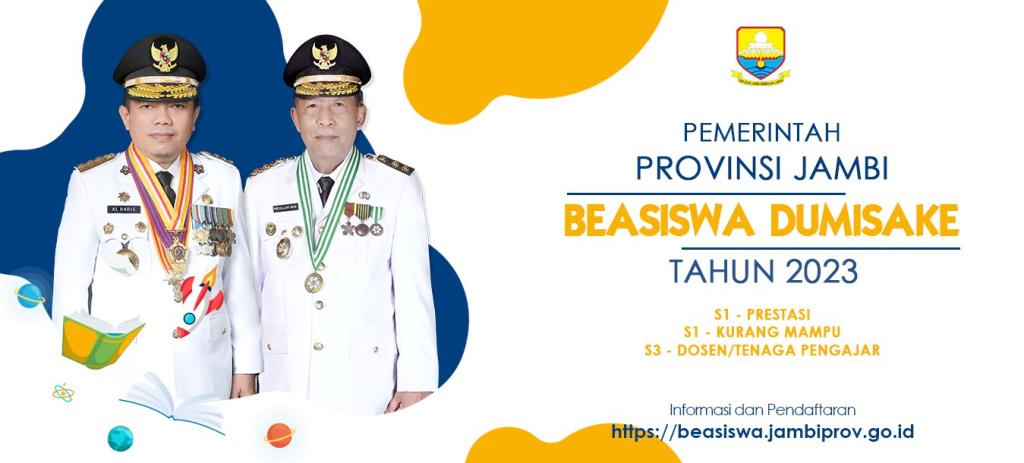 AL HARIS
PEMERINTAH
PROVINSI JAMBI
BEASISWA DUMISAKE
TAHUN 2023
S1 - PRESTASI
S1 - KURANG MAMPU
S3 - DOSEN/TENAGA PENGAJAR
Informasi dan Pendaftaran
https://beasiswa.jambiprov.go.id